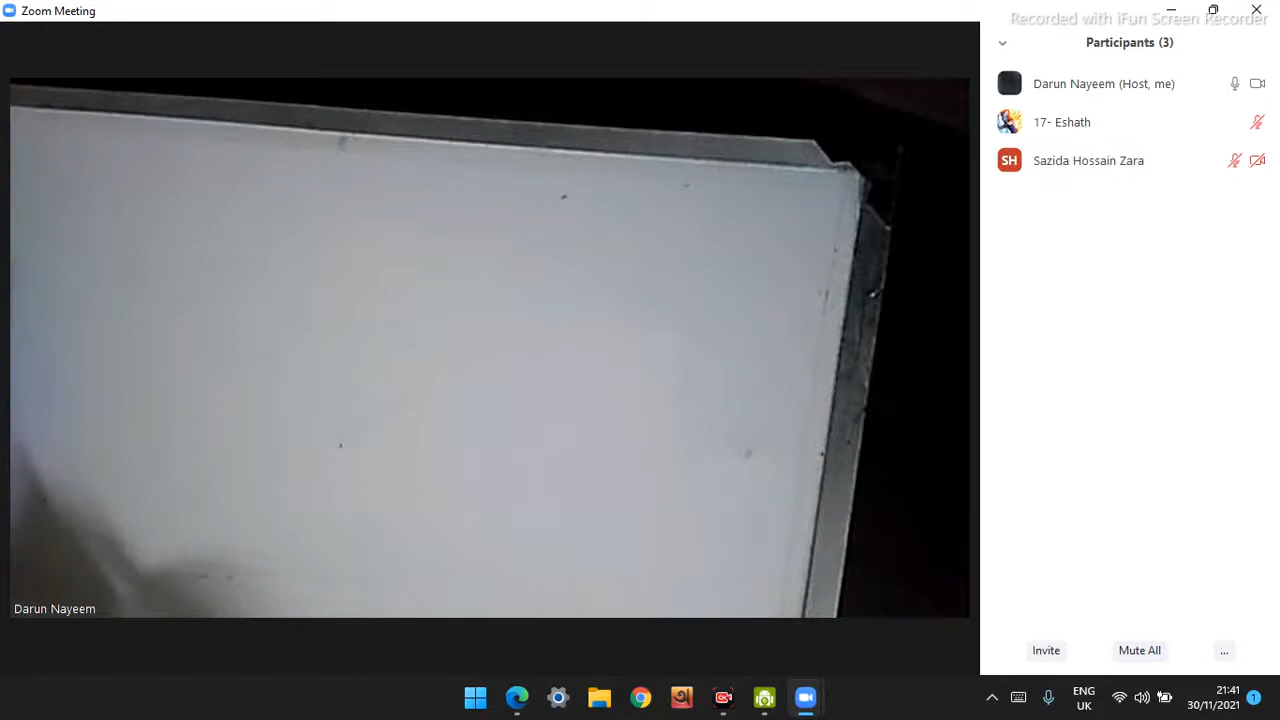 Zoom Meeting
Recorded with iFun Screen Recorder
Participants (3)
Darun Nayeem (Host, me)
17- Eshath
SH Sazida Hossain Zara
Darun Nayeem
Invite
Mute All
...
অ
ENG
UK
21:41
30/11/2021
1